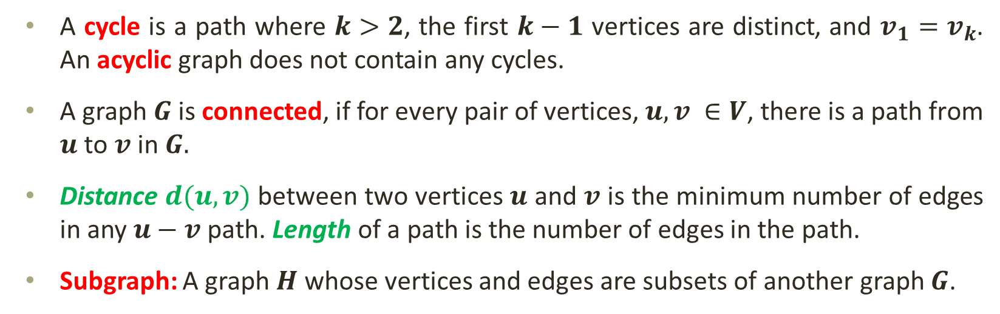 • A cycle is a path where k > 2, the first k − 1 vertices are distinct, and v₁ = vₖ.
An acyclic graph does not contain any cycles.
• A graph G is connected, if for every pair of vertices, u, v ∈ V, there is a path from
u to v in G.
• Distance d(u, v) between two vertices u and v is the minimum number of edges
in any u − v path. Length of a path is the number of edges in the path.
• Subgraph: A graph H whose vertices and edges are subsets of another graph G.